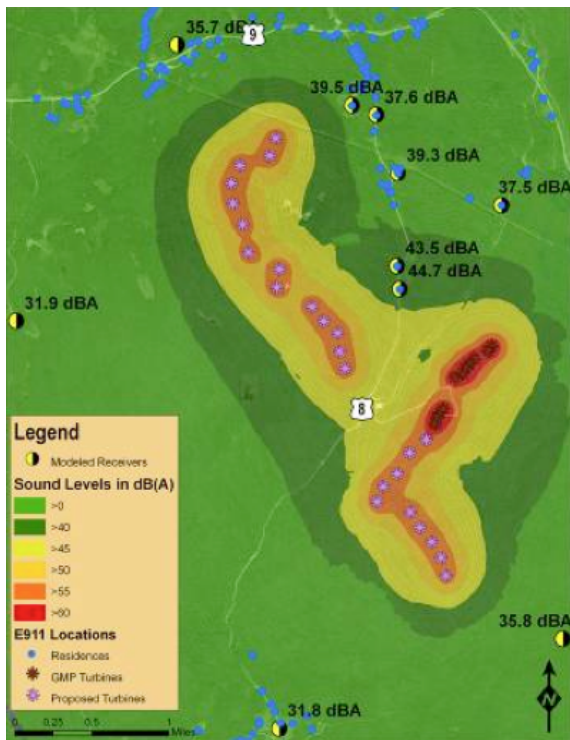 35.7 dBA
9
39.5 dBA
37.6 dBA
39.3 dBA
37.5 dBA
43.5 dBA
44.7 dBA
31.9 dBA
8
Legend
Modeled Receivers
Sound Levels in dB(A)
>0
>40
>45
>50
>55
>60
E911 Locations
Residences
GMP Turbines
Proposed Turbines
0 0.25 0.5 1
Miles
35.8 dBA
31.8 dBA
N